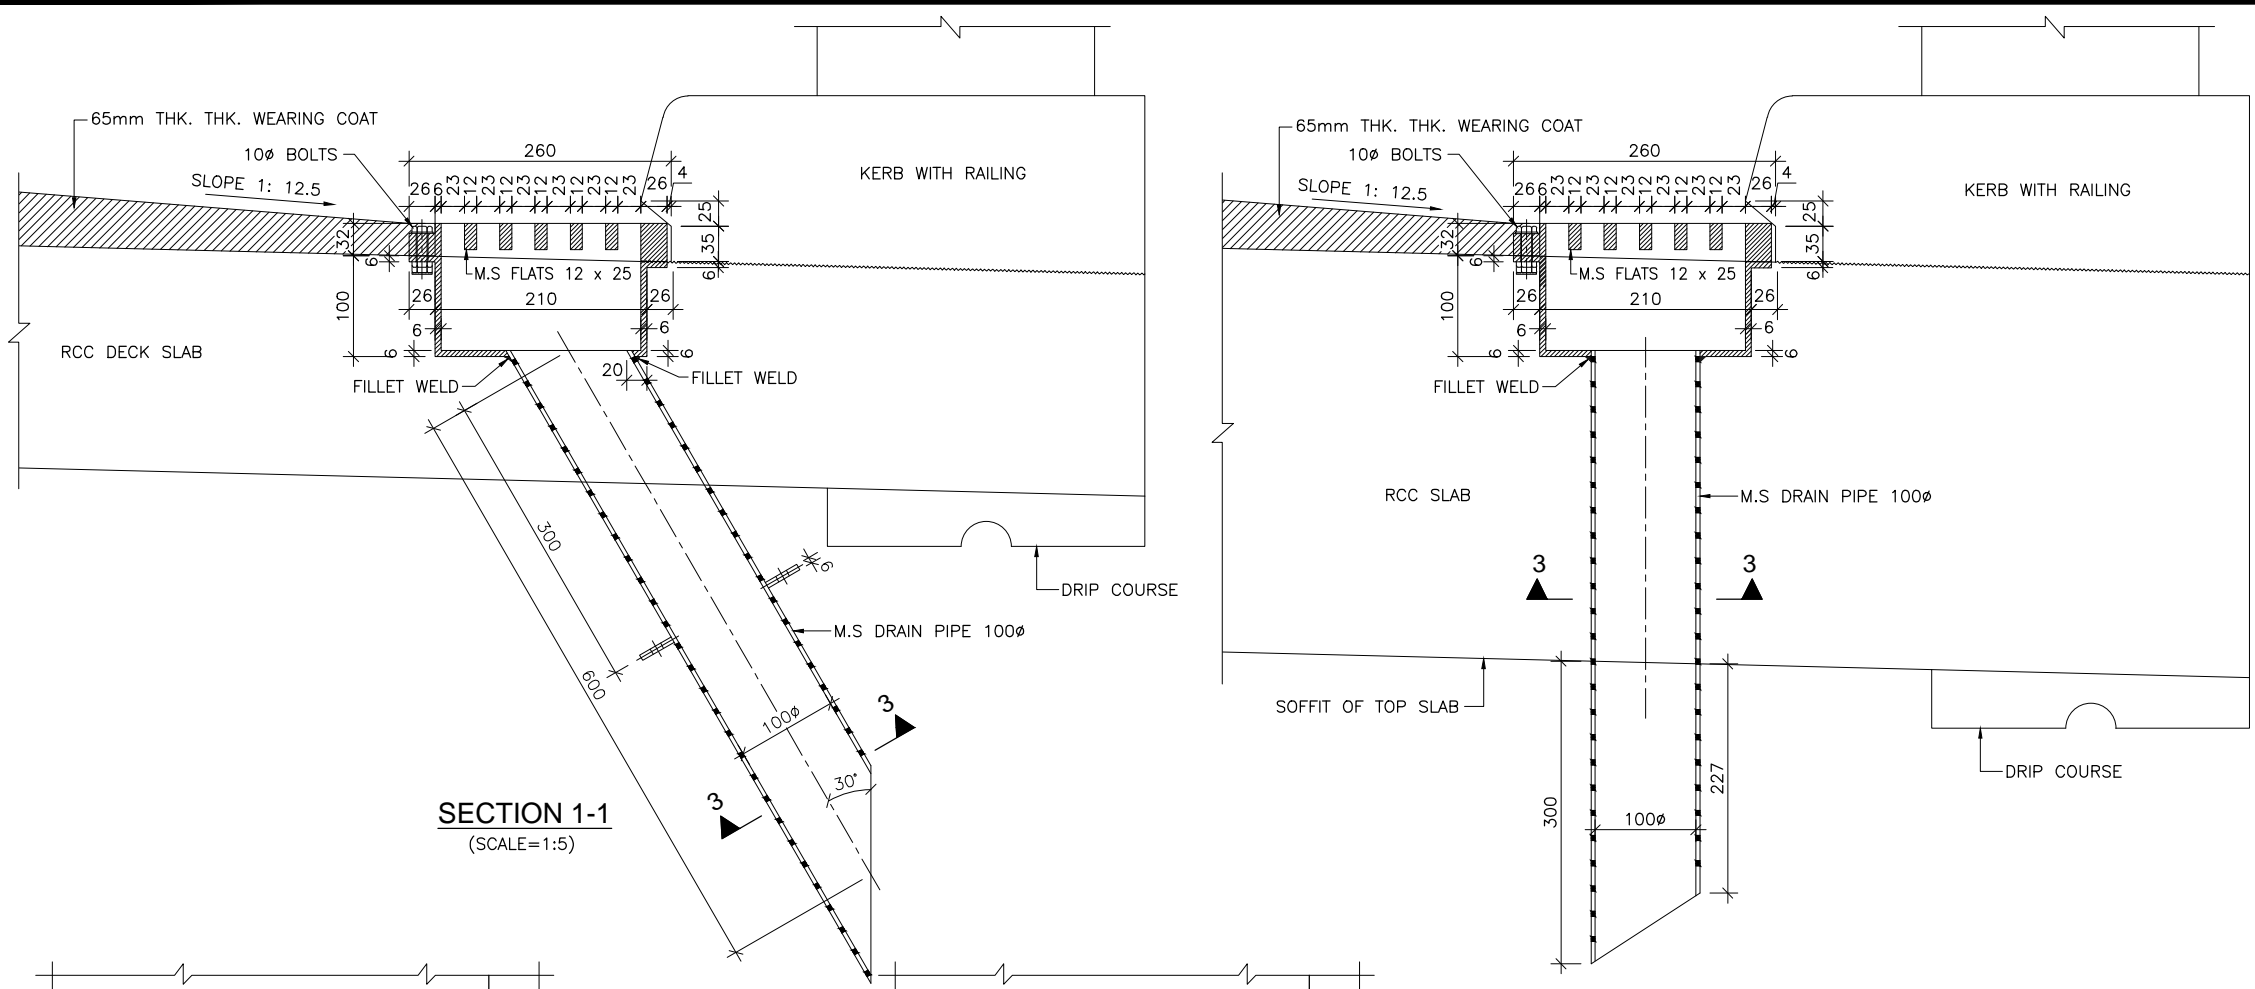 65mm THK. THK. WEARING COAT
10ø BOLTS
SLOPE 1: 12.5
260
26 6 23 12 23 12 23 12 23 12 23 12 23 26 4
25
35
6
32
6
100
KERB WITH RAILING
M.S FLATS 12 x 25
26 210 26
6 6
6 6
RCC DECK SLAB
FILLET WELD
20
FILLET WELD
300
600
6
DRIP COURSE
M.S DRAIN PIPE 100ø
100ø
3
30°
3
SECTION 1-1
(SCALE=1:5)
65mm THK. THK. WEARING COAT
10ø BOLTS
SLOPE 1: 12.5
260
26 6 23 12 23 12 23 12 23 12 23 12 23 26 4
25
35
6
32
6
100
KERB WITH RAILING
M.S FLATS 12 x 25
26 210 26
6 6
6 6
FILLET WELD
RCC SLAB
M.S DRAIN PIPE 100ø
3 3
SOFFIT OF TOP SLAB
DRIP COURSE
300
227
100ø